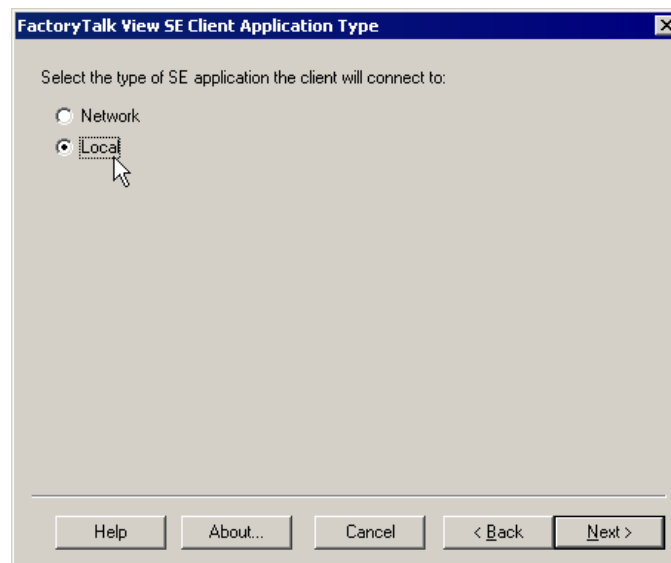 FactoryTalk View SE Client Application Type
Select the type of SE application the client will connect to:
Network
Local
Help About... Cancel < Back Next >